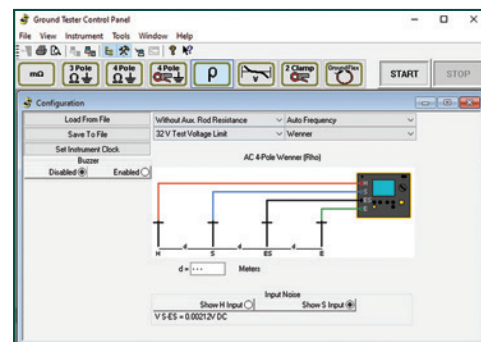 Ground Tester Control Panel
File View Instrument Tools Window Help
mΩ 3 Pole Ω 4 Pole Ω 4 Pole ρ V 2 Clamp Ω GroundFlex START STOP
Configuration
Load From File Without Aux. Rod Resistance Auto Frequency
Save To File 32 V Test Voltage Limit Wenner
Set Instrument Clock
Buzzer AC 4-Pole Wenner (Rho)
Disabled Enabled
H
S
ES
E
d d d
H S ES E
d = ... Meters
Input Noise
Show H Input Show S Input
V S-ES = 0.00212V DC